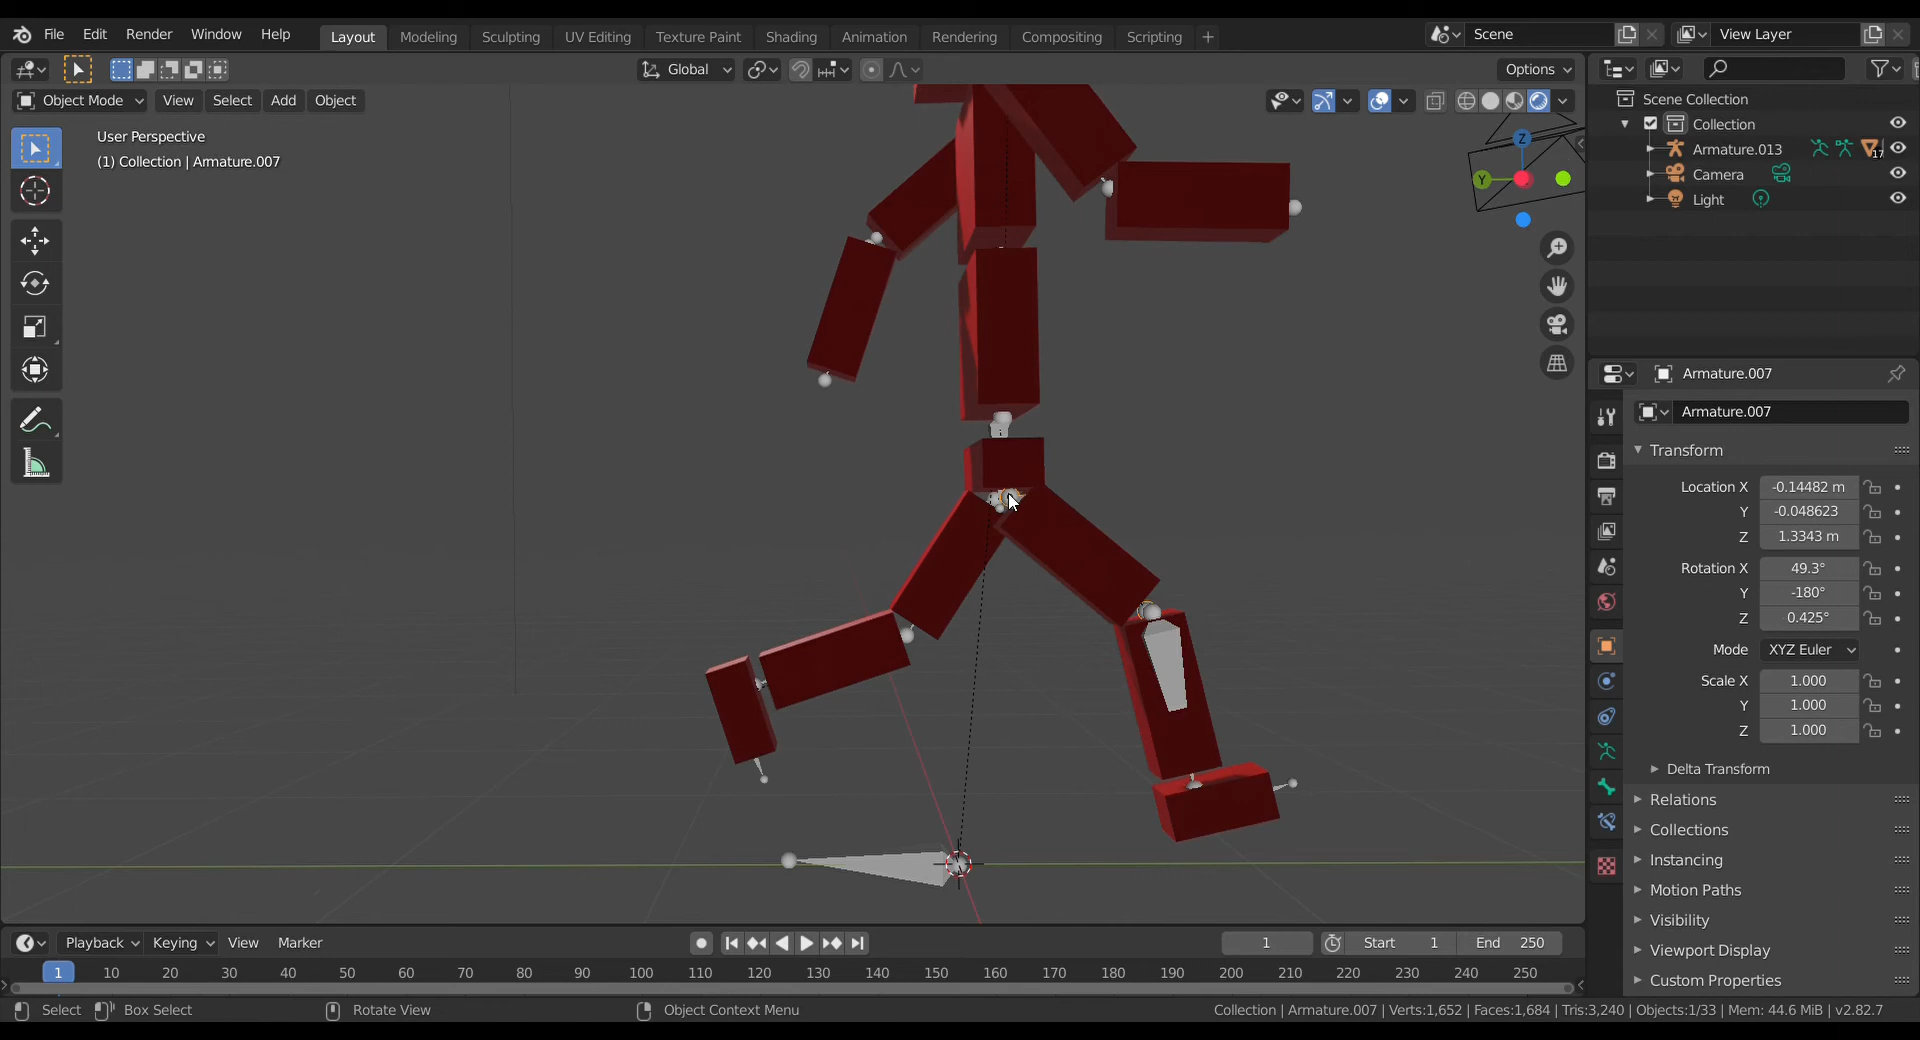 File Edit Render Window Help Layout Modeling Sculpting UV Editing Texture Paint Shading Animation Rendering Compositing Scripting + Scene View Layer
Global Options
Object Mode View Select Add Object
User Perspective
(1) Collection | Armature.007
Z
Y
Scene Collection
Collection
Armature.013 17
Camera
Light
Armature.007
Armature.007
Transform
Location X -0.14482 m
Y -0.048623
Z 1.3343 m
Rotation X 49.3°
Y -180°
Z 0.425°
Mode XYZ Euler
Scale X 1.000
Y 1.000
Z 1.000
Delta Transform
Relations
Collections
Instancing
Motion Paths
Visibility
Viewport Display
Custom Properties
Playback Keying View Marker 1 Start 1 End 250
1 10 20 30 40 50 60 70 80 90 100 110 120 130 140 150 160 170 180 190 200 210 220 230 240 250
Select Box Select Rotate View Object Context Menu Collection | Armature.007 | Verts:1,652 | Faces:1,684 | Tris:3,240 | Objects:1/33 | Mem: 44.6 MiB | v2.82.7